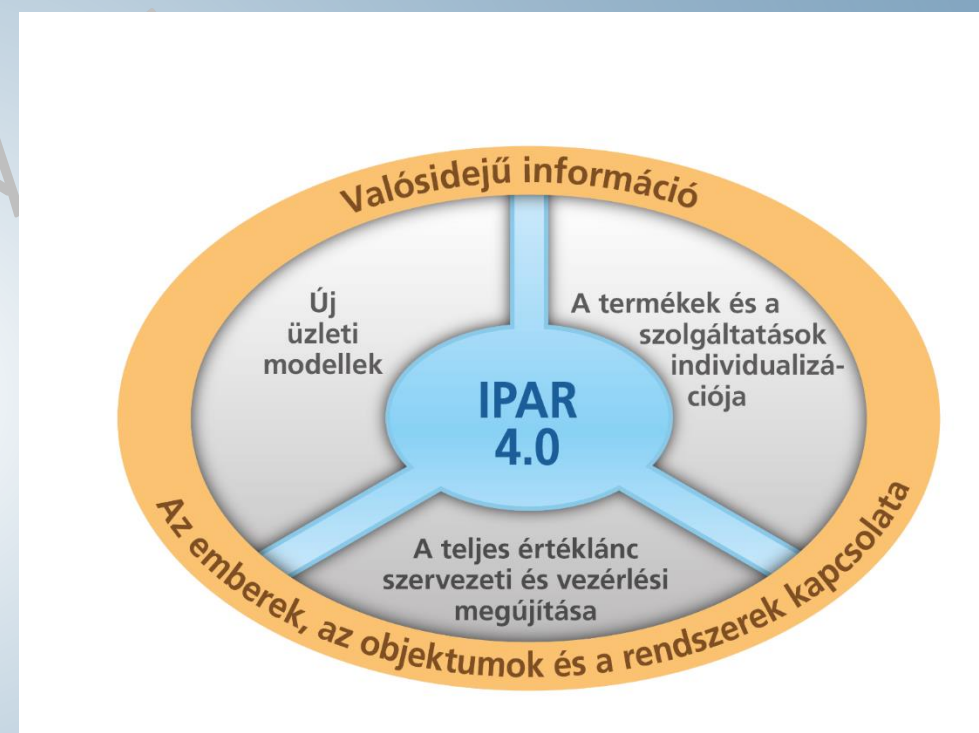 Valósidejű információ
Új
üzleti
modellek
A termékek és a
szolgáltatások
individualizá-
ciója
IPAR
4.0
A teljes értéklánc
szervezeti és vezérlési
megújítása
Az emberek, az objektumok és a rendszerek kapcsolata